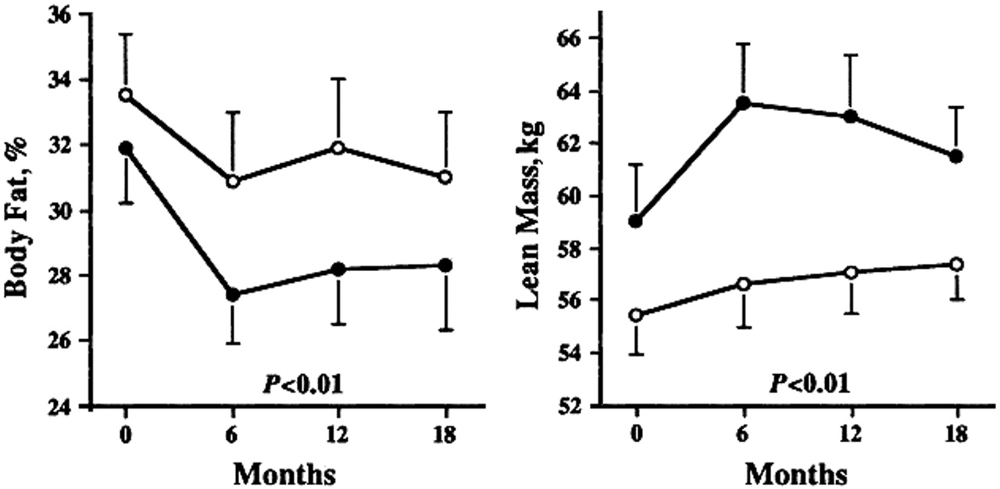 Body Fat, %
36
34
32
30
28
26
24
P<0.01
0 6 12 18
Months
Lean Mass, kg
66
64
62
60
58
56
54
52
P<0.01
0 6 12 18
Months